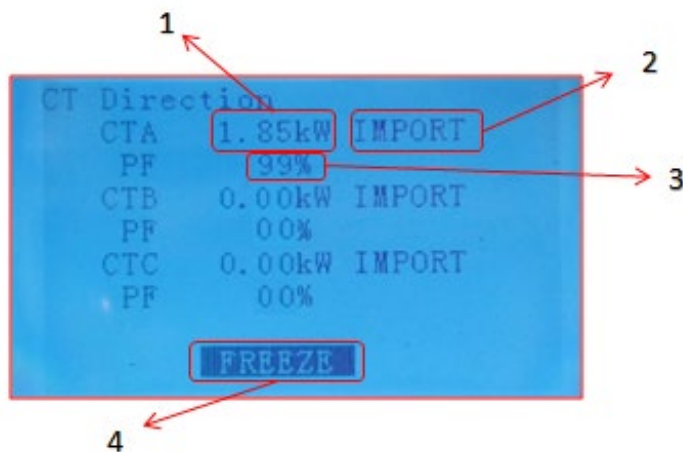 1
2
CT Direction
CTA 1.85kW IMPORT
PF 99%
3
CTB 0.00kW IMPORT
PF 00%
CTC 0.00kW IMPORT
PF 00%
FREEZE
4